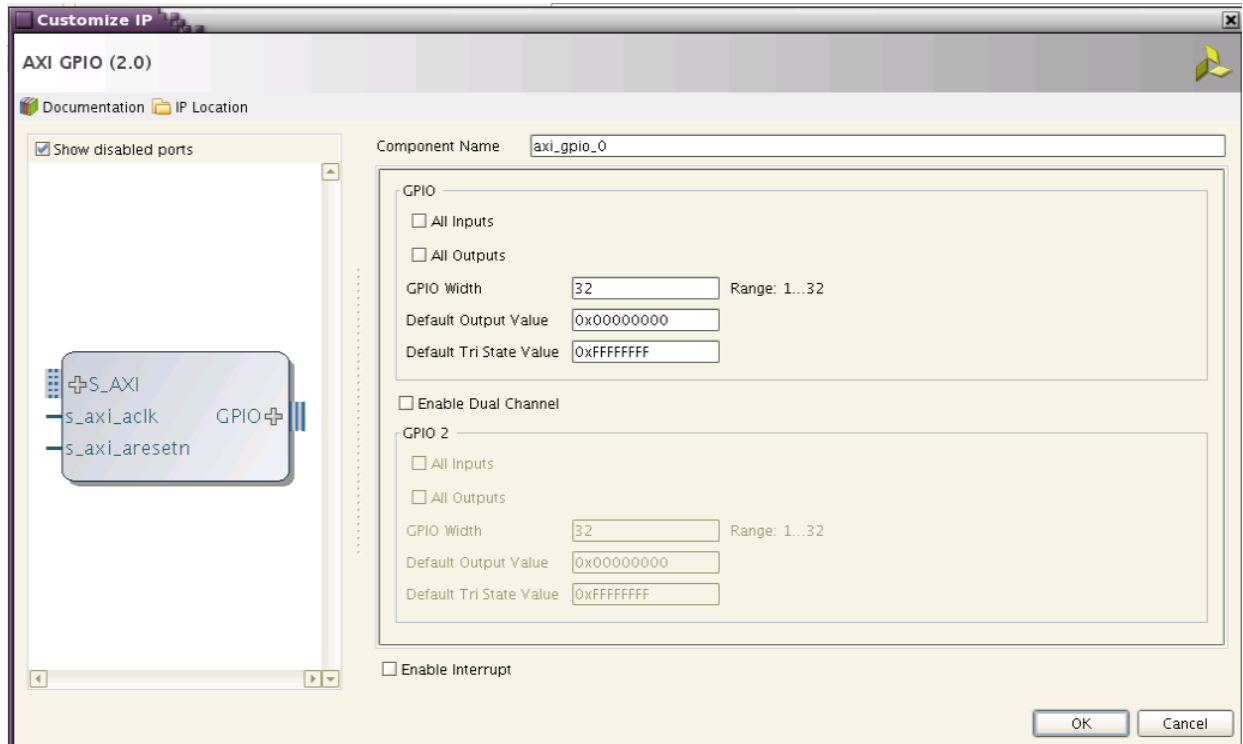 Customize IP
AXI GPIO (2.0)
Documentation IP Location
Show disabled ports
S_AXI
s_axi_aclk GPIO
s_axi_aresetn
Component Name axi_gpio_0
GPIO
All Inputs
All Outputs
GPIO Width 32 Range: 1...32
Default Output Value 0x00000000
Default Tri State Value 0xFFFFFFFF
Enable Dual Channel
GPIO 2
All Inputs
All Outputs
GPIO Width 32 Range: 1...32
Default Output Value 0x00000000
Default Tri State Value 0xFFFFFFFF
Enable Interrupt
OK Cancel